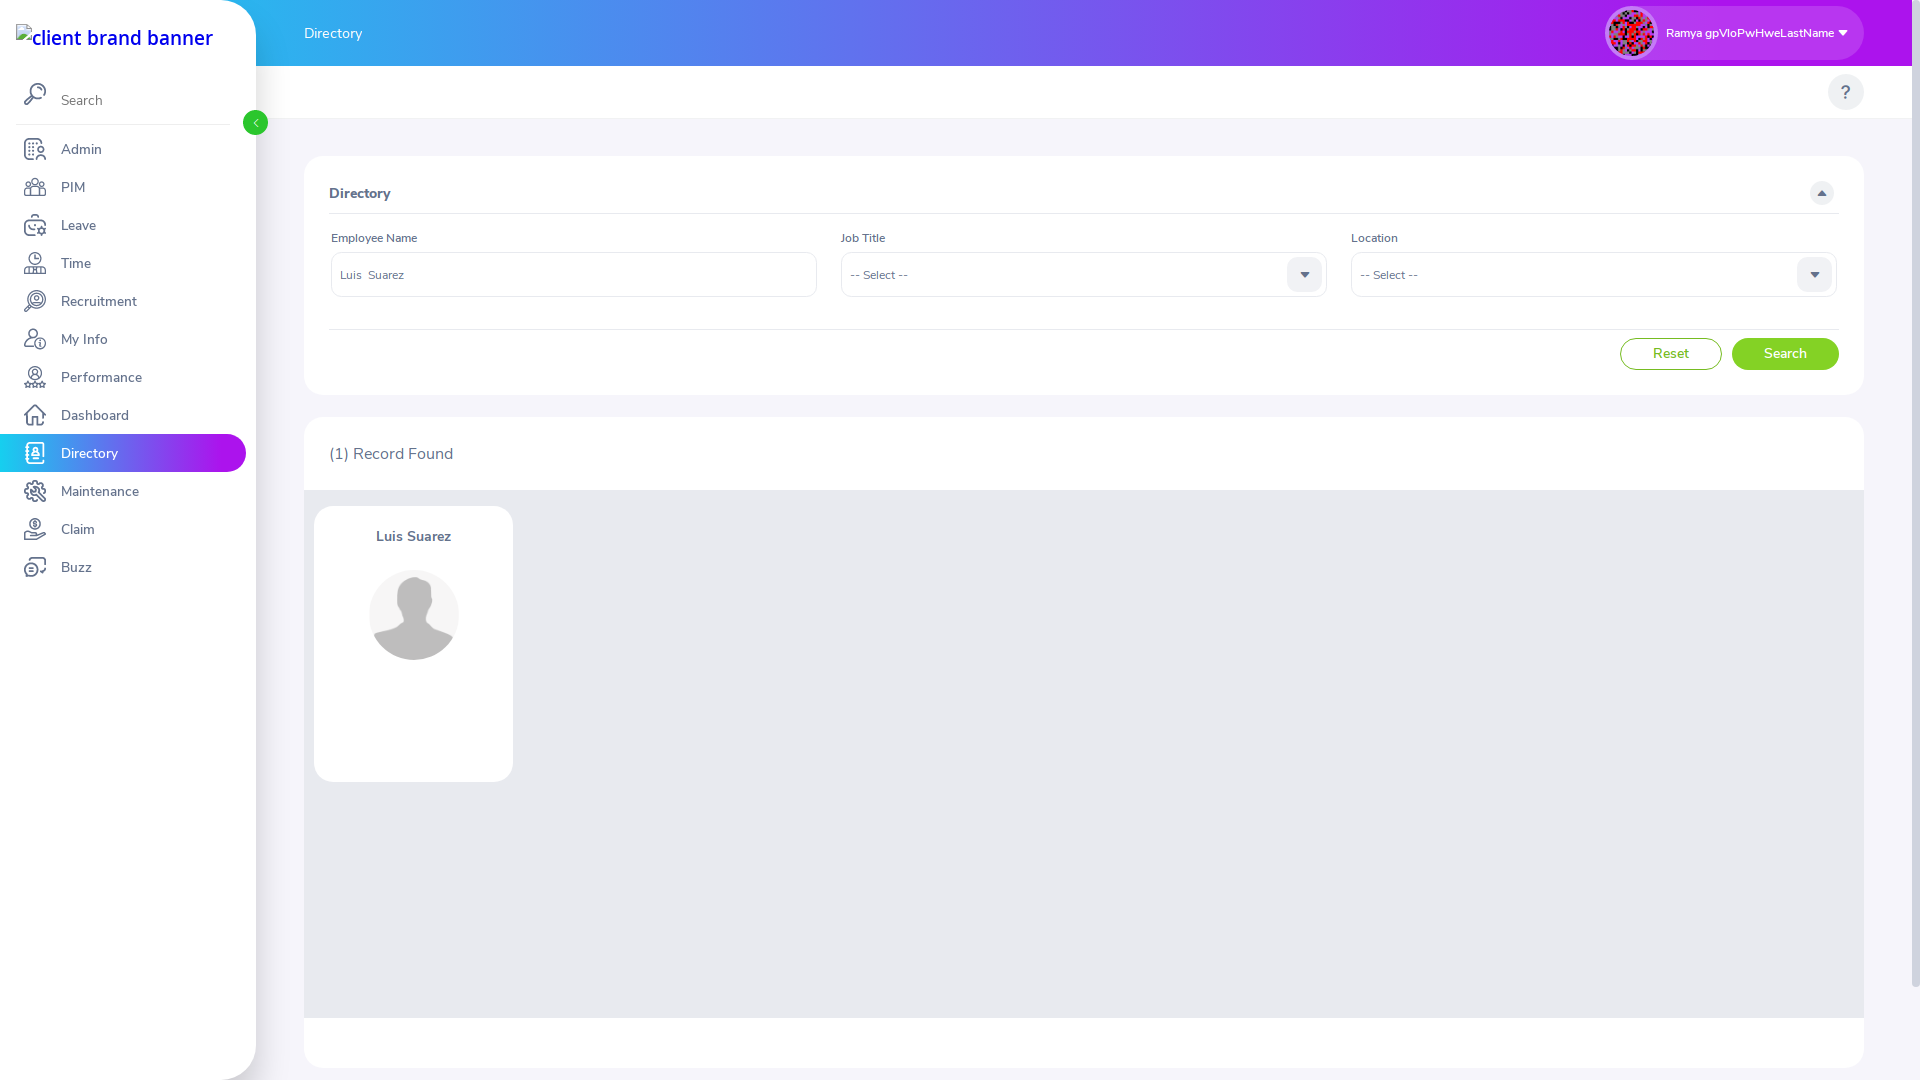 client brand banner
Directory
Ramya gpVloPwHweLastName
Search
?
Admin
PIM
Leave
Time
Recruitment
My Info
Performance
Dashboard
Directory
Maintenance
Claim
Buzz
Directory
Employee Name
Job Title
Location
Luis  Suarez
-- Select --
-- Select --
Reset
Search
(1) Record Found
Luis Suarez